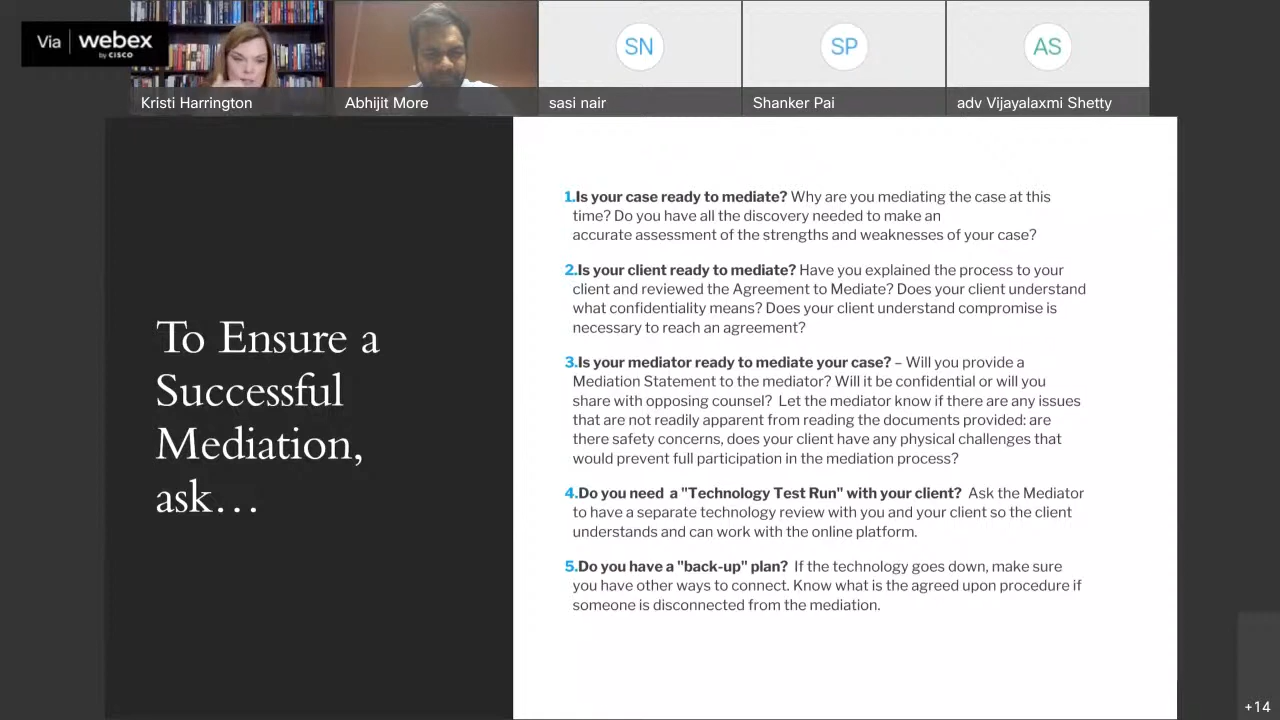 Via webex
by CISCO
Kristi Harrington
Abhijit More
SN
sasi nair
SP
Shanker Pai
AS
adv Vijayalaxmi Shetty
To Ensure a
Successful
Mediation,
ask…
1.Is your case ready to mediate? Why are you mediating the case at this
time? Do you have all the discovery needed to make an
accurate assessment of the strengths and weaknesses of your case?
2.Is your client ready to mediate? Have you explained the process to your
client and reviewed the Agreement to Mediate? Does your client understand
what confidentiality means? Does your client understand compromise is
necessary to reach an agreement?
3.Is your mediator ready to mediate your case? – Will you provide a
Mediation Statement to the mediator? Will it be confidential or will you
share with opposing counsel?  Let the mediator know if there are any issues
that are not readily apparent from reading the documents provided: are
there safety concerns, does your client have any physical challenges that
would prevent full participation in the mediation process?
4.Do you need  a "Technology Test Run" with your client?  Ask the Mediator
to have a separate technology review with you and your client so the client
understands and can work with the online platform.
5.Do you have a "back-up" plan?  If the technology goes down, make sure
you have other ways to connect. Know what is the agreed upon procedure if
someone is disconnected from the mediation.
+14